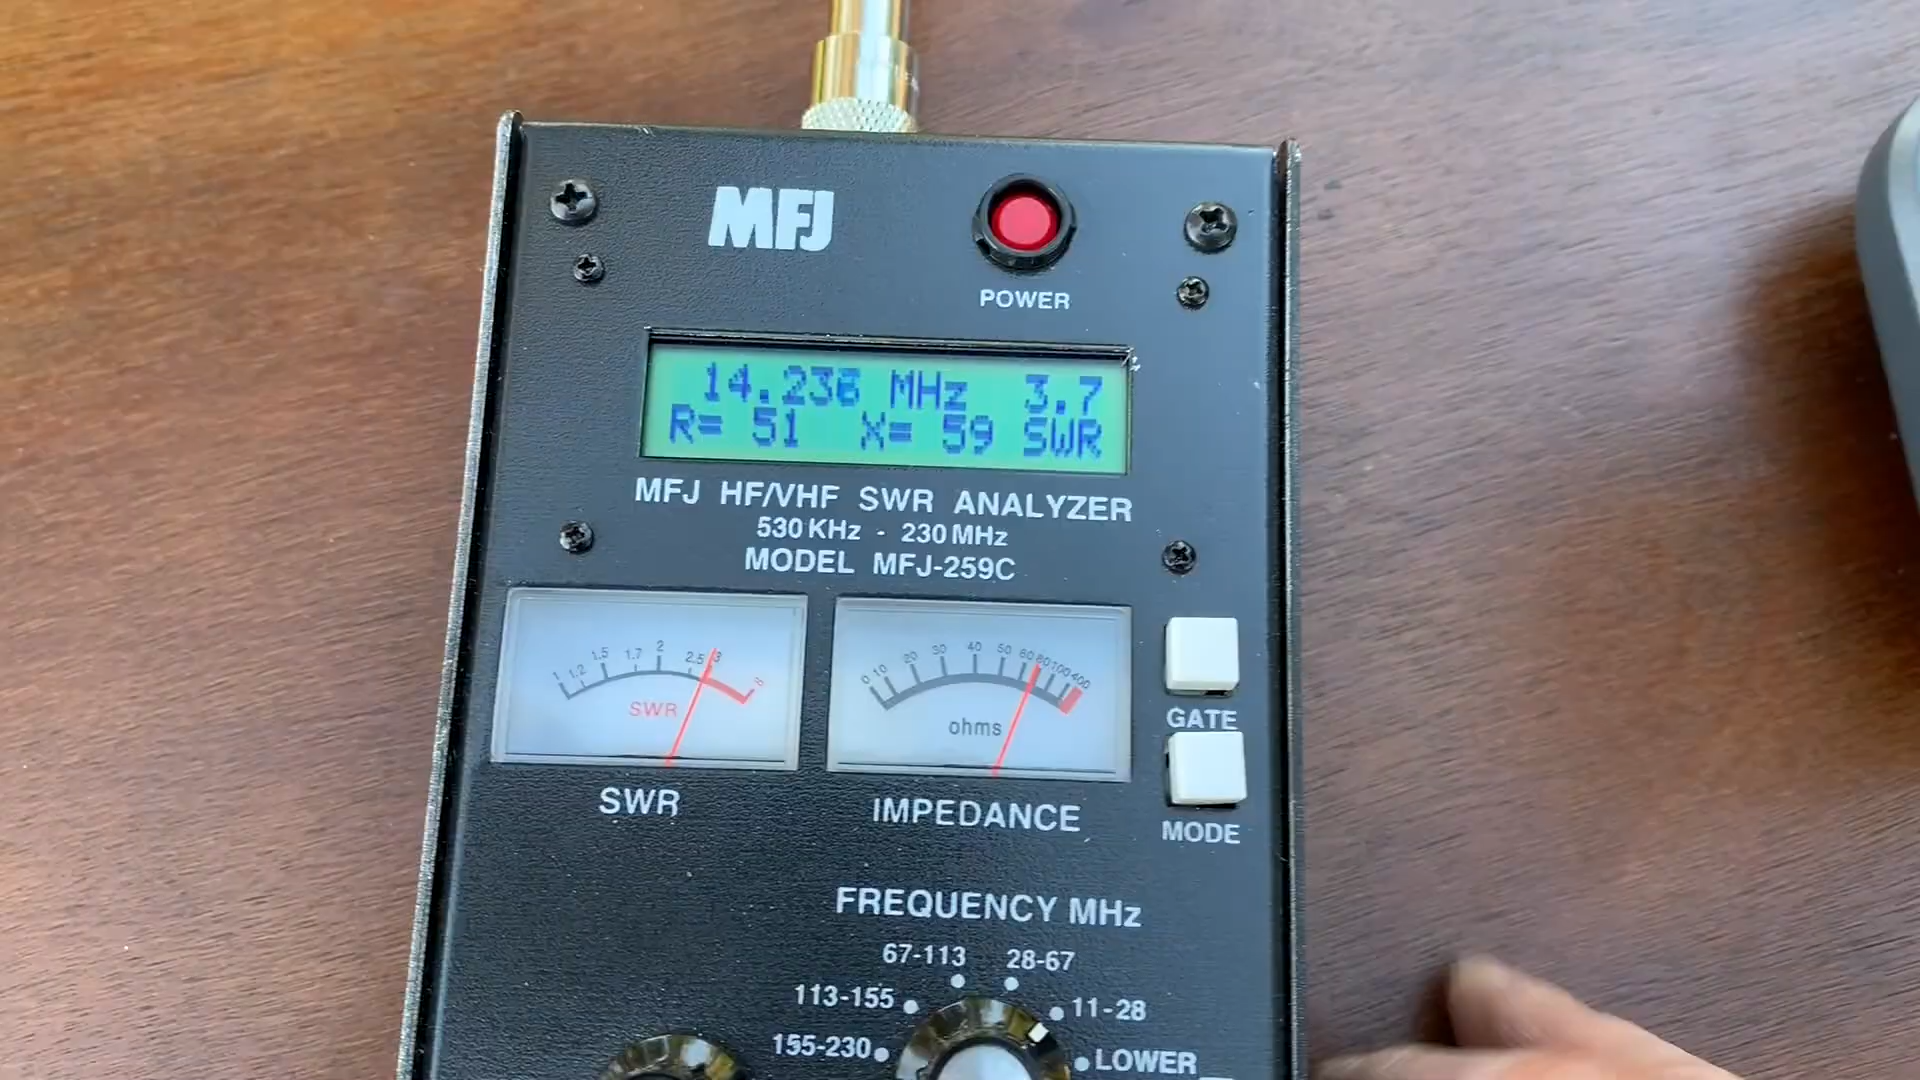 MFJ
POWER
14.236 MHz 3.7
R= 51 X= 59 SWR
MFJ HF/VHF SWR ANALYZER
530 KHz - 230 MHz
MODEL MFJ-259C
1 1.2 1.5 1.7 2 2.5 3 8
SWR
0 10 20 30 40 50 60 80 100 400
ohms
GATE
SWR
IMPEDANCE
MODE
FREQUENCY MHz
67-113 28-67
113-155 11-28
155-230 LOWER